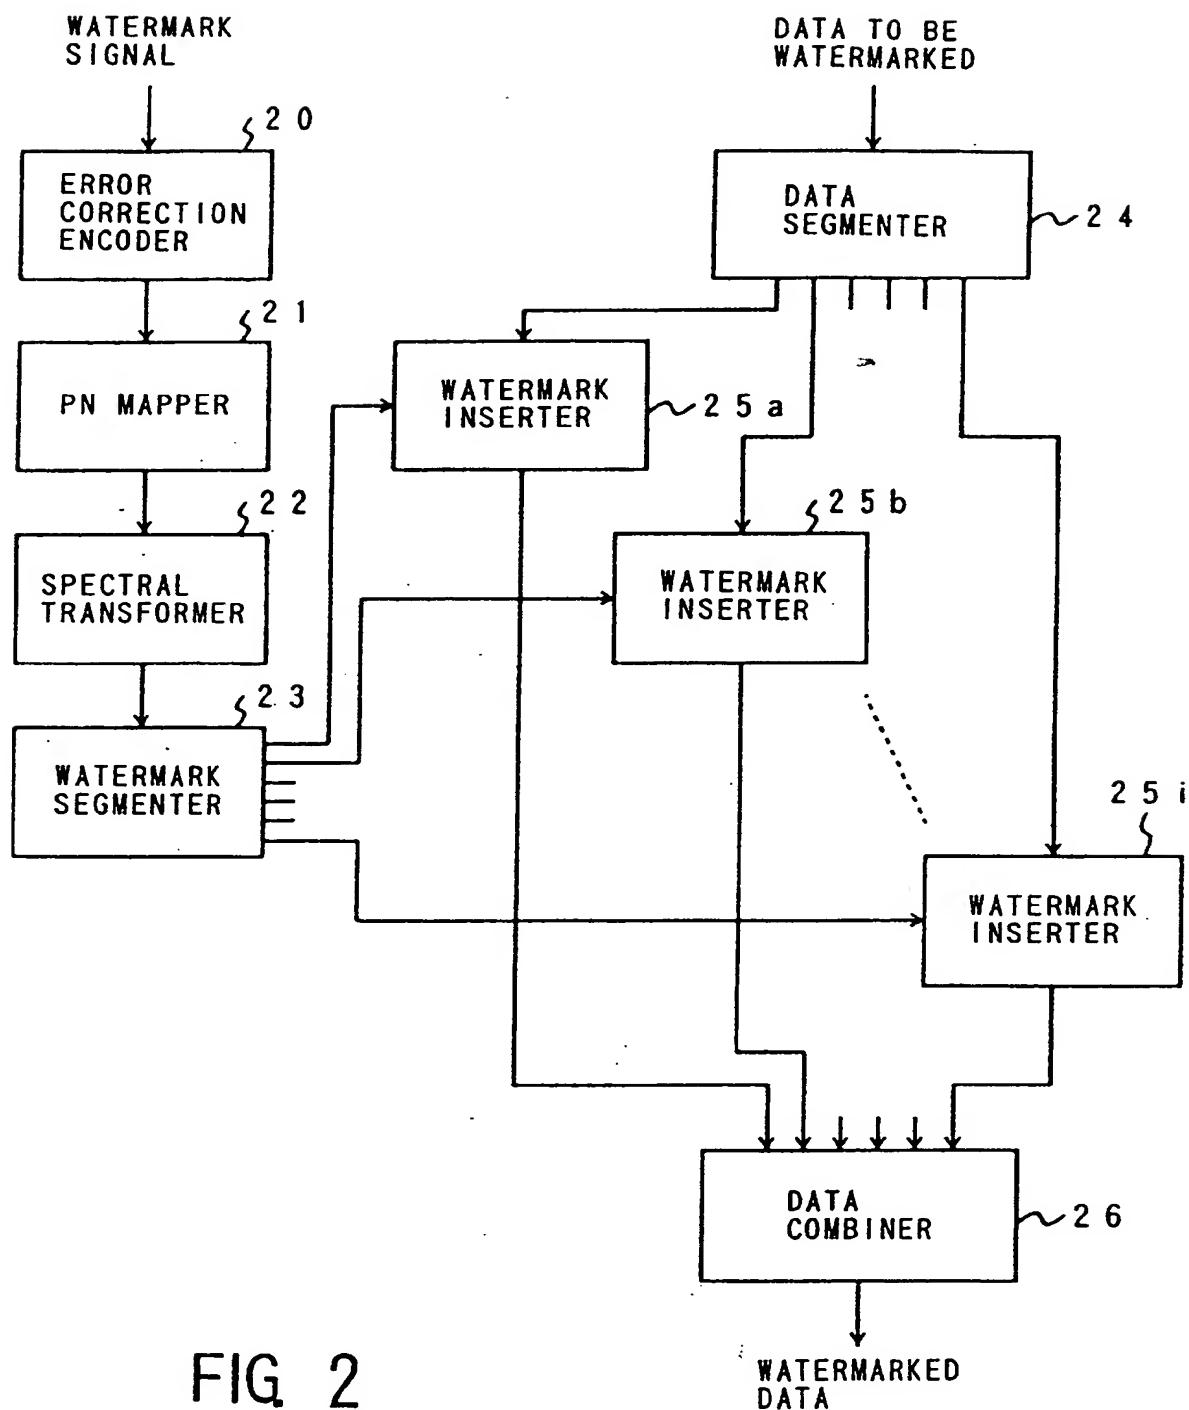 WATERMARK
SIGNAL
DATA TO BE
WATERMARKED
20
ERROR
CORRECTION
ENCODER
DATA
SEGMENTER
24
21
PN MAPPER
WATERMARK
INSERTER
25a
22
SPECTRAL
TRANSFORMER
25b
WATERMARK
INSERTER
23
WATERMARK
SEGMENTER
25i
WATERMARK
INSERTER
DATA
COMBINER
26
WATERMARKED
DATA
FIG. 2